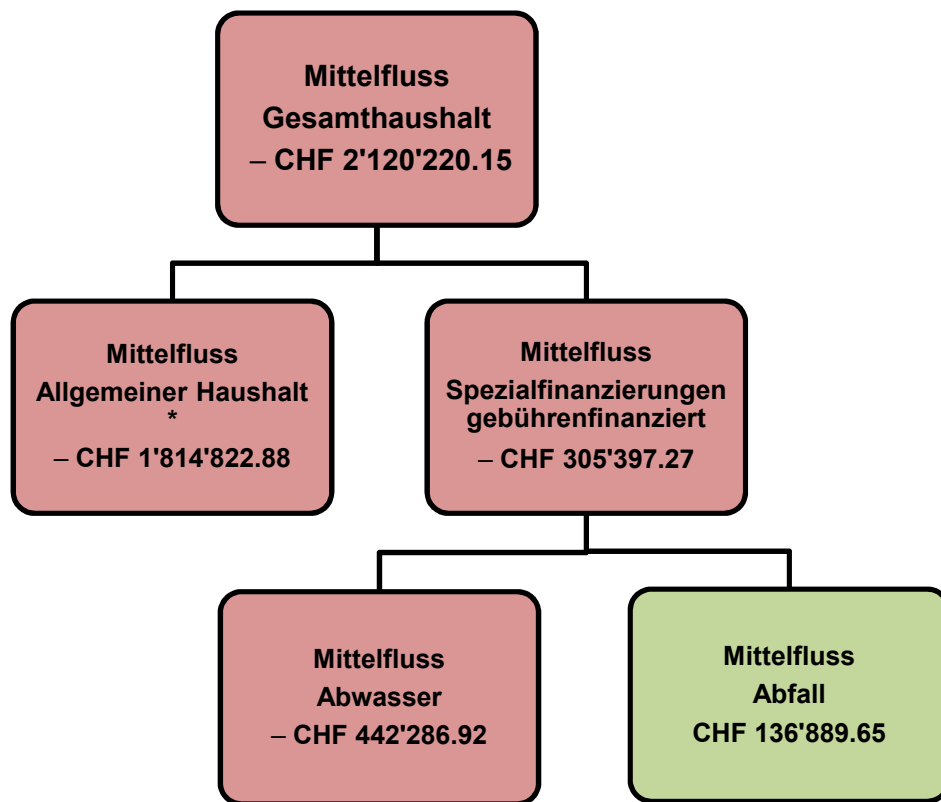 Mittelfluss
Gesamthaushalt
– CHF 2'120'220.15
Mittelfluss
Allgemeiner Haushalt
*
– CHF 1'814'822.88
Mittelfluss
Spezialfinanzierungen
gebührenfinanziert
– CHF 305'397.27
Mittelfluss
Abwasser
– CHF 442'286.92
Mittelfluss
Abfall
CHF 136'889.65